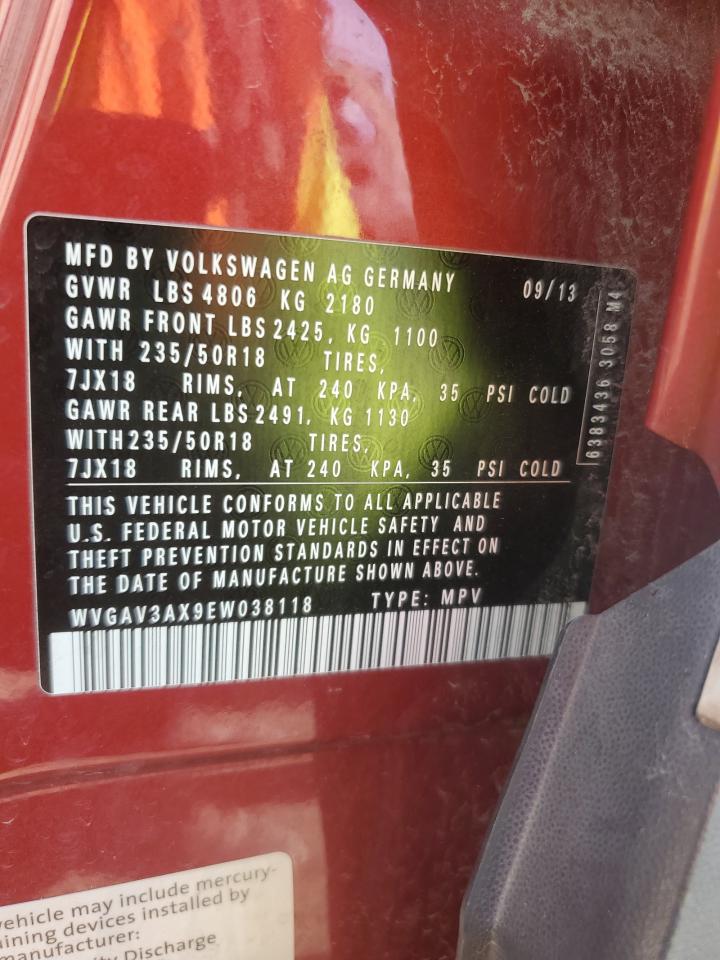 MFD BY VOLKSWAGEN AG GERMANY 09/13
GVWR LBS 4806 KG 2180
GAWR FRONT LBS 2425, KG 1100
WITH 235/50R18 TIRES,
7JX18 RIMS, AT 240 KPA, 35 PSI COLD
GAWR REAR LBS 2491, KG 1130
WITH 235/50R18 TIRES,
7JX18 RIMS, AT 240 KPA, 35 PSI COLD
THIS VEHICLE CONFORMS TO ALL APPLICABLE
U.S. FEDERAL MOTOR VEHICLE SAFETY AND
THEFT PREVENTION STANDARDS IN EFFECT ON
THE DATE OF MANUFACTURE SHOWN ABOVE.
WVGAV3AX9EW038118 TYPE: MPV
6383436 3058 M4
vehicle may include mercury-
devices installed by
manufacturer:
Discharge